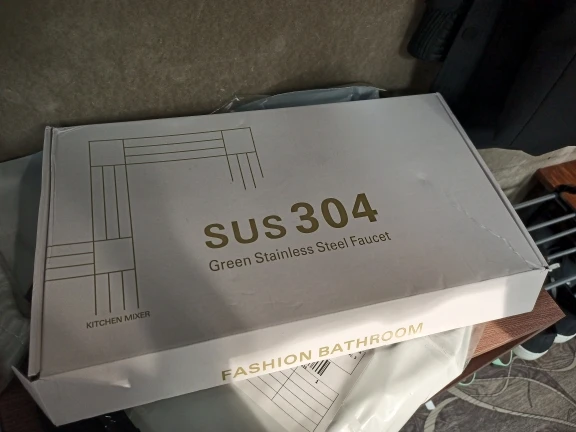 SUS 304
Green Stainless Steel Faucet
KITCHEN MIXER
FASHION BATHROOM